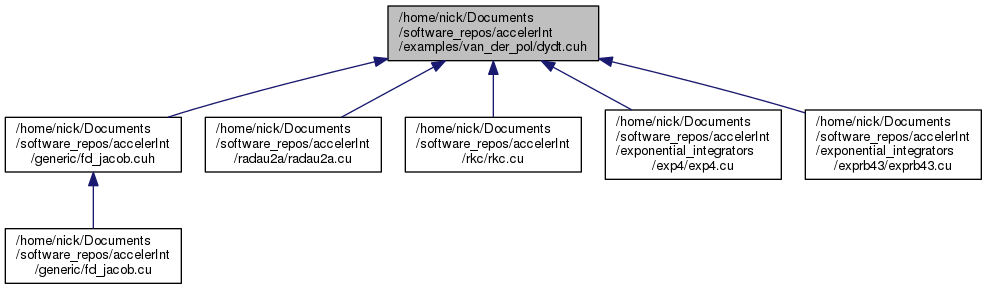 /home/nick/Documents
/software_repos/accelerInt
/examples/van_der_pol/dydt.cuh
/home/nick/Documents
/software_repos/accelerInt
/generic/fd_jacob.cuh
/home/nick/Documents
/software_repos/accelerInt
/radau2a/radau2a.cu
/home/nick/Documents
/software_repos/accelerInt
/rkc/rkc.cu
/home/nick/Documents
/software_repos/accelerInt
/exponential_integrators
/exp4/exp4.cu
/home/nick/Documents
/software_repos/accelerInt
/exponential_integrators
/exprb43/exprb43.cu
/home/nick/Documents
/software_repos/accelerInt
/generic/fd_jacob.cu